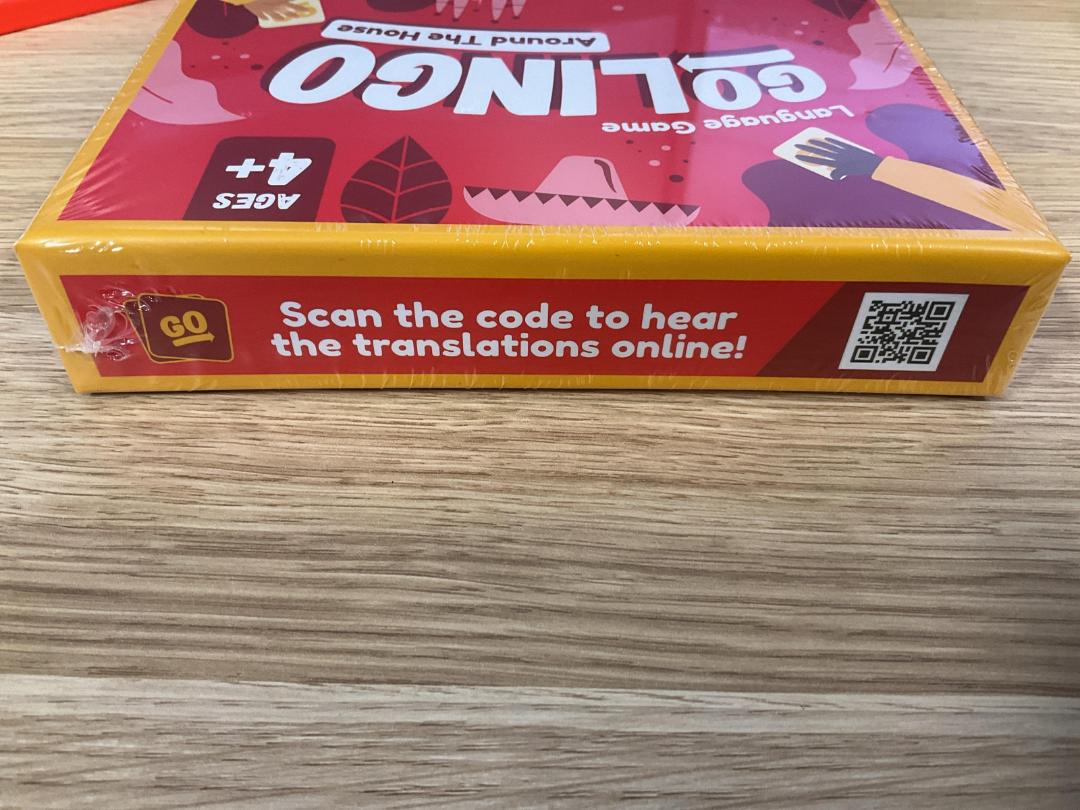 Language Game
GOLINGO
Around The House
AGES
4+
GO
Scan the code to hear
the translations online!